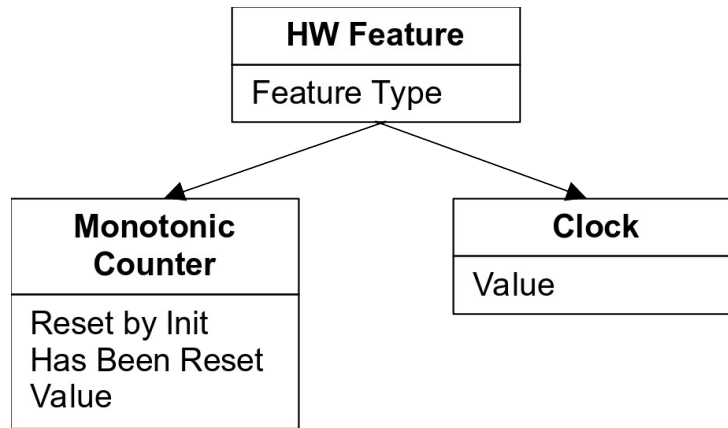 HW Feature
Feature Type
Monotonic
Counter
Reset by Init
Has Been Reset
Value
Clock
Value